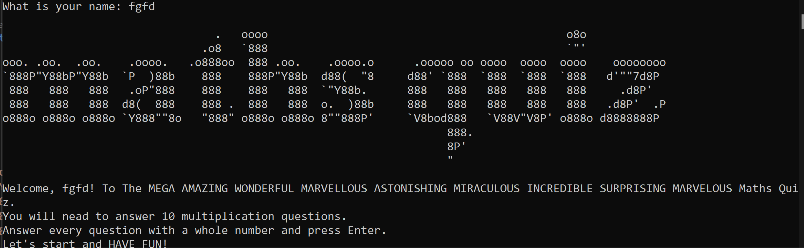 What is your name: fgfd
maths quiz
Welcome, fgfd! To The MEGA AMAZING WONDERFUL MARVELLOUS ASTONISHING MIRACULOUS INCREDIBLE SURPRISING MARVELOUS Maths Qui
z.
You will nead to answer 10 multiplication questions.
Answer every question with a whole number and press Enter.
Let's start and HAVE FUN!